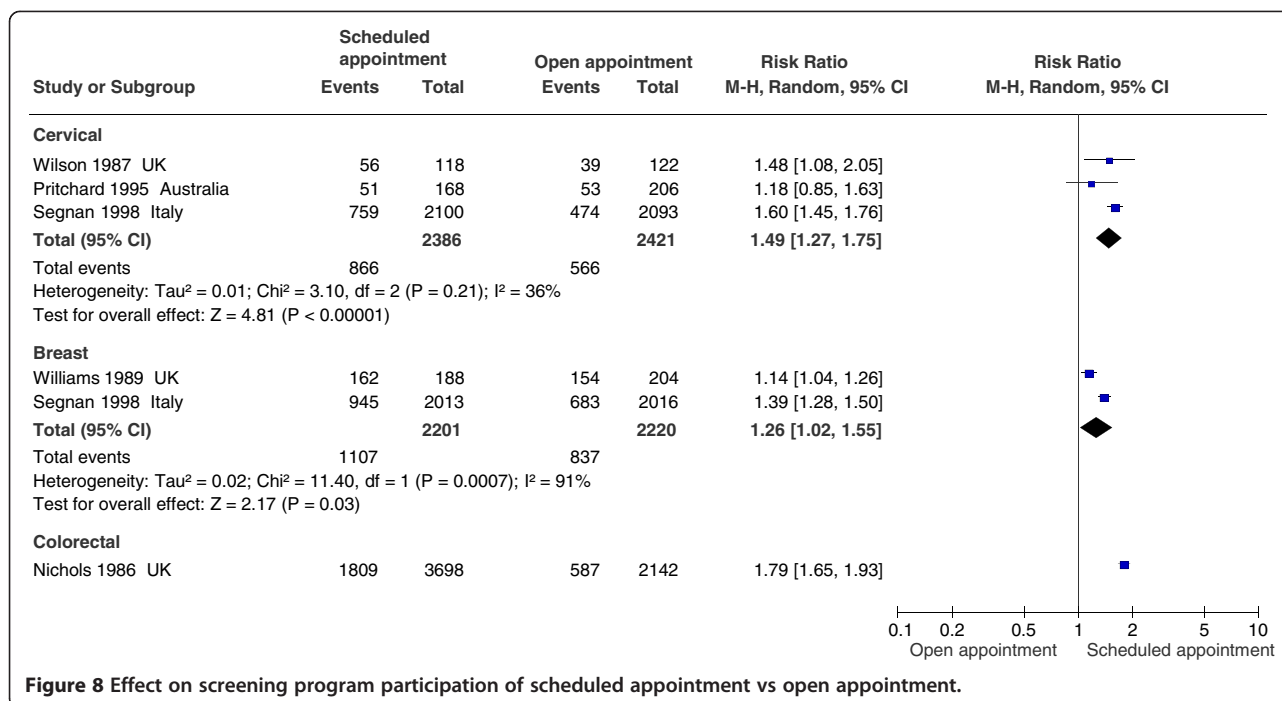 Scheduled appointment Open appointment Risk Ratio Risk Ratio
Study or Subgroup Events Total Events Total M-H, Random, 95% CI M-H, Random, 95% CI
Cervical
Wilson 1987 UK 56 118 39 122 1.48 [1.08, 2.05]
Pritchard 1995 Australia 51 168 53 206 1.18 [0.85, 1.63]
Segnan 1998 Italy 759 2100 474 2093 1.60 [1.45, 1.76]
Total (95% CI) 2386 2421 1.49 [1.27, 1.75]
Total events 866 566
Heterogeneity: Tau² = 0.01; Chi² = 3.10, df = 2 (P = 0.21); I² = 36%
Test for overall effect: Z = 4.81 (P < 0.00001)
Breast
Williams 1989 UK 162 188 154 204 1.14 [1.04, 1.26]
Segnan 1998 Italy 945 2013 683 2016 1.39 [1.28, 1.50]
Total (95% CI) 2201 2220 1.26 [1.02, 1.55]
Total events 1107 837
Heterogeneity: Tau² = 0.02; Chi² = 11.40, df = 1 (P = 0.0007); I² = 91%
Test for overall effect: Z = 2.17 (P = 0.03)
Colorectal
Nichols 1986 UK 1809 3698 587 2142 1.79 [1.65, 1.93]
0.1 0.2 0.5 1 2 5 10
Open appointment Scheduled appointment
Figure 8 Effect on screening program participation of scheduled appointment vs open appointment.